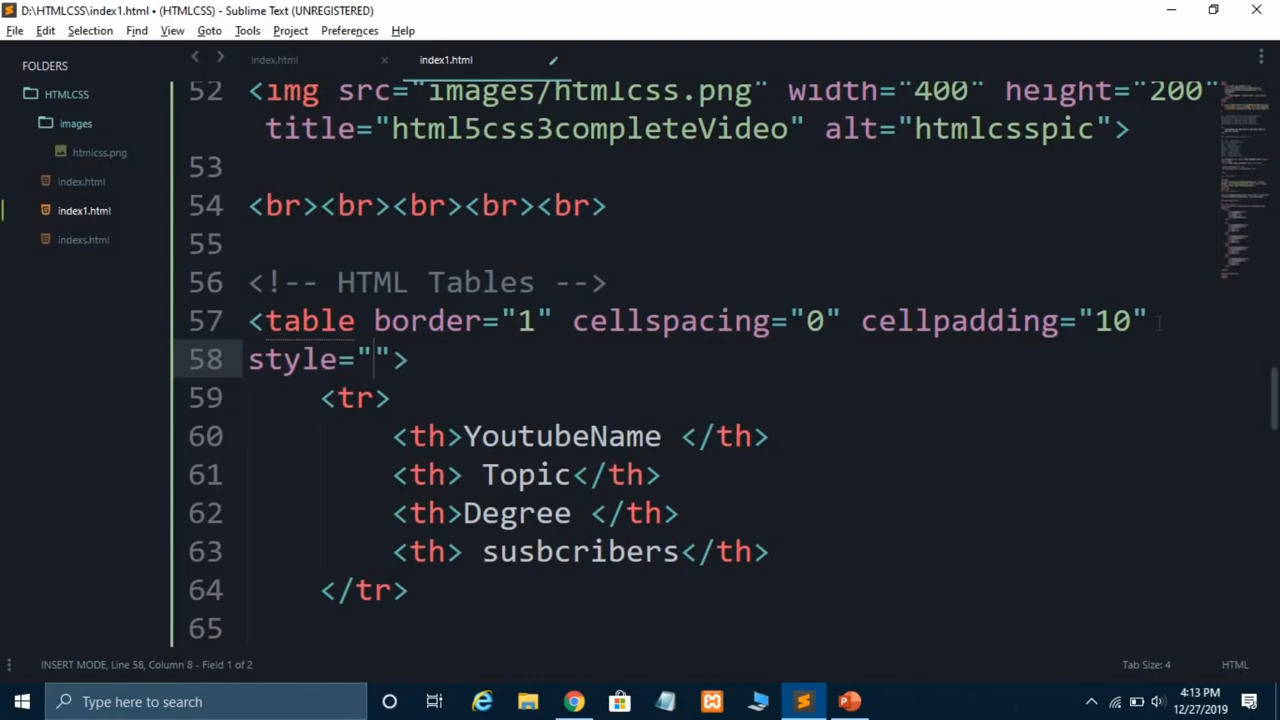 D:\HTMLCSS\index1.html • (HTMLCSS) - Sublime Text (UNREGISTERED)
File Edit Selection Find View Goto Tools Project Preferences Help
FOLDERS
HTMLCSS
images
htmlcss.png
index.html
index1.html
indexs.html
index.html × index1.html
52 <img src="images/htmlcss.png" width="400" height="200"
title="html5css3completeVideo" alt="htmlcsspic">
53
54 <br><br><br><br><br>
55
56 <!-- HTML Tables -->
57 <table border="1" cellspacing="0" cellpadding="10"
58 style="">
59 <tr>
60 <th>YoutubeName </th>
61 <th> Topic</th>
62 <th>Degree </th>
63 <th> susbcribers</th>
64 </tr>
65
INSERT MODE, Line 58, Column 8 - Field 1 of 2 Tab Size: 4 HTML
Type here to search
4:13 PM
12/27/2019